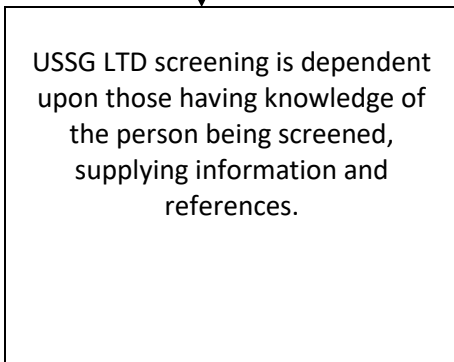 USSG LTD screening is dependent
upon those having knowledge of
the person being screened,
supplying information and
references.